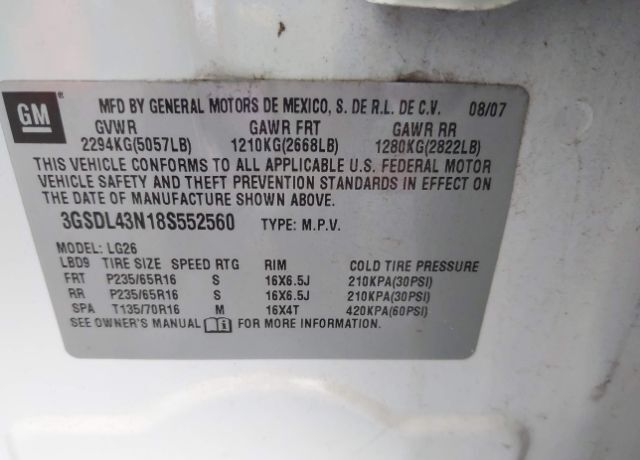 GM ® MFD BY GENERAL MOTORS DE MEXICO, S. DE R.L. DE C.V. 08/07
GVWR GAWR FRT GAWR RR
2294KG(5057LB) 1210KG(2668LB) 1280KG(2822LB)
THIS VEHICLE CONFORMS TO ALL APPLICABLE U.S. FEDERAL MOTOR
VEHICLE SAFETY AND THEFT PREVENTION STANDARDS IN EFFECT ON
THE DATE OF MANUFACTURE SHOWN ABOVE.
3GSDL43N18S552560 TYPE: M.P.V.
MODEL: LG26
LBD9 TIRE SIZE SPEED RTG RIM COLD TIRE PRESSURE
FRT P235/65R16 S 16X6.5J 210KPA(30PSI)
RR P235/65R16 S 16X6.5J 210KPA(30PSI)
SPA T135/70R16 M 16X4T 420KPA(60PSI)
SEE OWNER'S MANUAL FOR MORE INFORMATION.